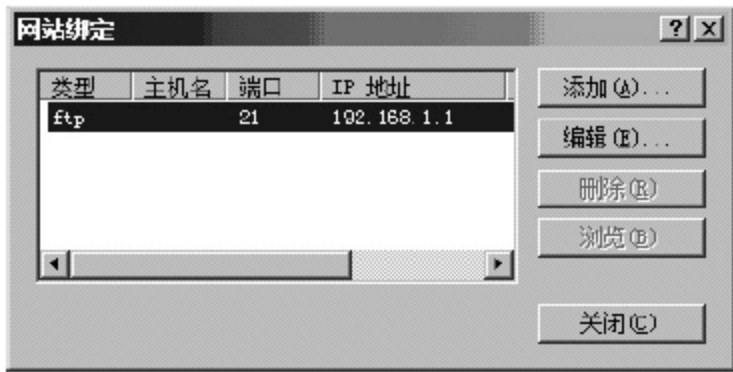 网站绑定
类型 主机名 端口 IP 地址
ftp 21 192.168.1.1
添加(A)...
编辑(E)...
删除(R)
浏览(B)
关闭(C)